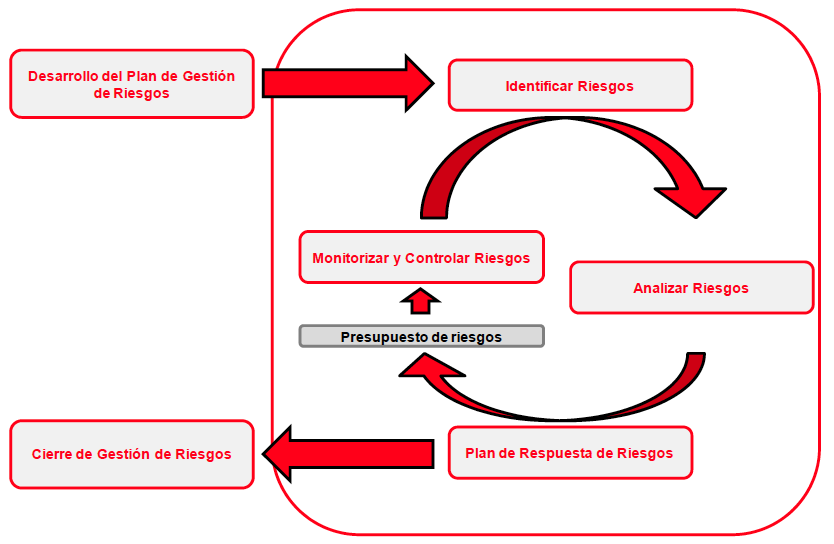 Desarrollo del Plan de Gestión
de Riesgos
Identificar Riesgos
Monitorizar y Controlar Riesgos
Analizar Riesgos
Presupuesto de riesgos
Cierre de Gestión de Riesgos
Plan de Respuesta de Riesgos